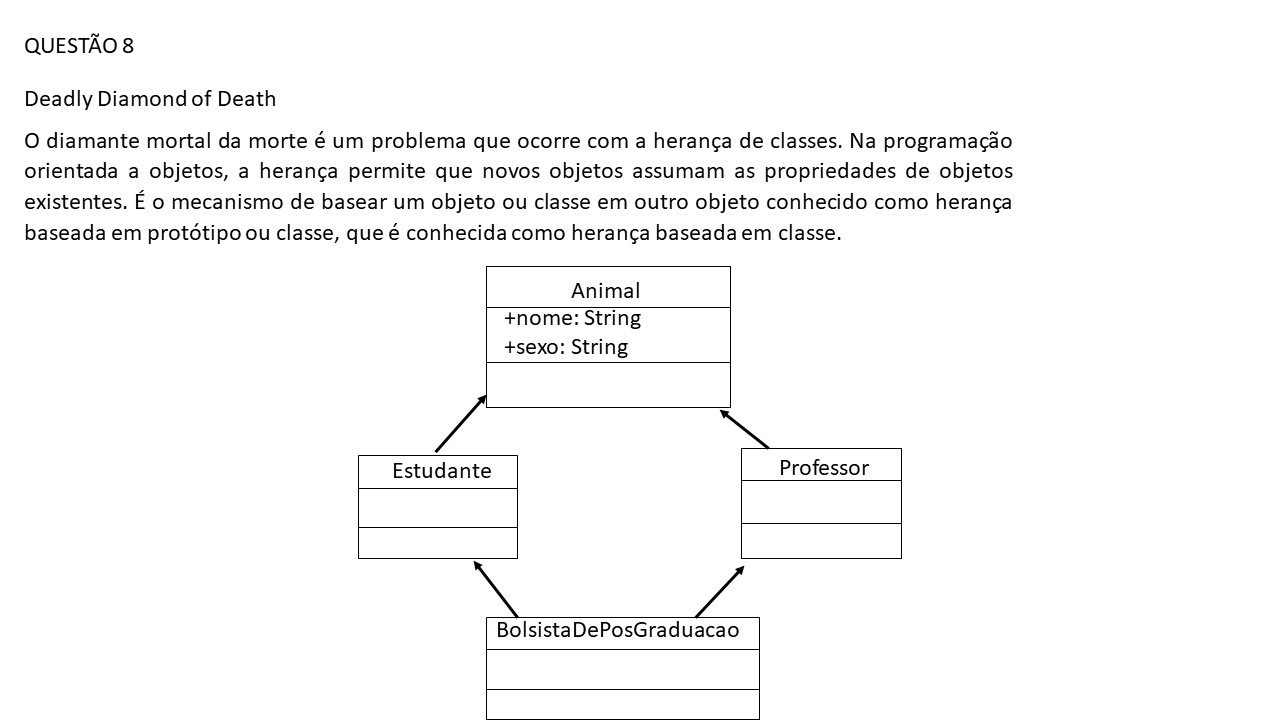 QUESTÃO 8
Deadly Diamond of Death
O diamante mortal da morte é um problema que ocorre com a herança de classes. Na programação
orientada a objetos, a herança permite que novos objetos assumam as propriedades de objetos
existentes. É o mecanismo de basear um objeto ou classe em outro objeto conhecido como herança
baseada em protótipo ou classe, que é conhecida como herança baseada em classe.
Animal
+nome: String
+sexo: String
Estudante
Professor
BolsistaDePosGraduacao